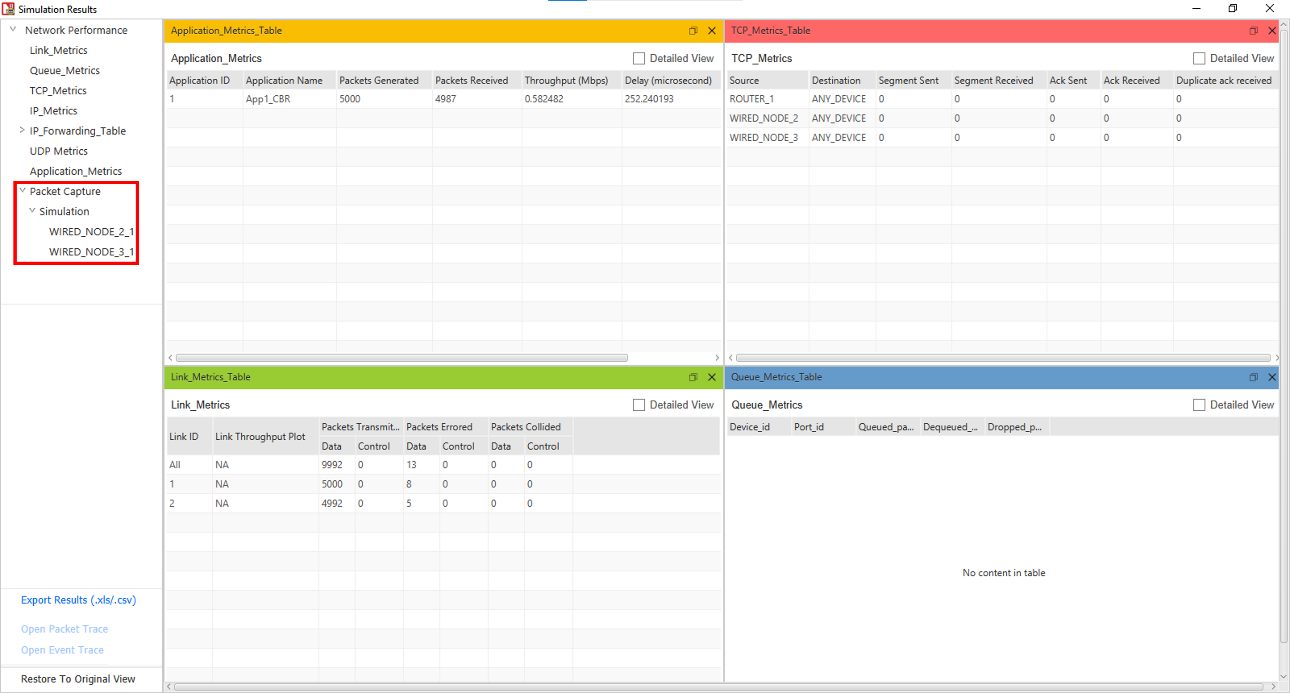 Simulation Results
Network Performance
Link_Metrics
Queue_Metrics
TCP_Metrics
IP_Metrics
IP_Forwarding_Table
UDP Metrics
Application_Metrics
Packet Capture
Simulation
WIRED_NODE_2_1
WIRED_NODE_3_1
Export Results (.xls/.csv)
Open Packet Trace
Open Event Trace
Restore To Original View
Application_Metrics_Table
Application_Metrics Detailed View
Application ID Application Name Packets Generated Packets Received Throughput (Mbps) Delay (microsecond)
1 App1_CBR 5000 4987 0.582482 252.240193
TCP_Metrics_Table
TCP_Metrics Detailed View
Source Destination Segment Sent Segment Received Ack Sent Ack Received Duplicate ack received
ROUTER_1 ANY_DEVICE 0 0 0 0 0
WIRED_NODE_2 ANY_DEVICE 0 0 0 0 0
WIRED_NODE_3 ANY_DEVICE 0 0 0 0 0
Link_Metrics_Table
Link_Metrics Detailed View
Link ID Link Throughput Plot Packets Transmit... Packets Errored Packets Collided
Data Control Data Control Data Control
All NA 9992 0 13 0 0 0
1 NA 5000 0 8 0 0 0
2 NA 4992 0 5 0 0 0
Queue_Metrics_Table
Queue_Metrics Detailed View
Device_id Port_id Queued_pa... Dequeued_... Dropped_p...
No content in table